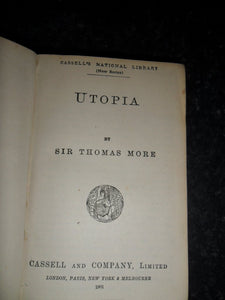 CASSELL'S NATIONAL LIBRARY
(New Series)
UTOPIA
BY
SIR THOMAS MORE
CASSELL AND COMPANY, LIMITED
LONDON, PARIS, NEW YORK & MELBOURNE